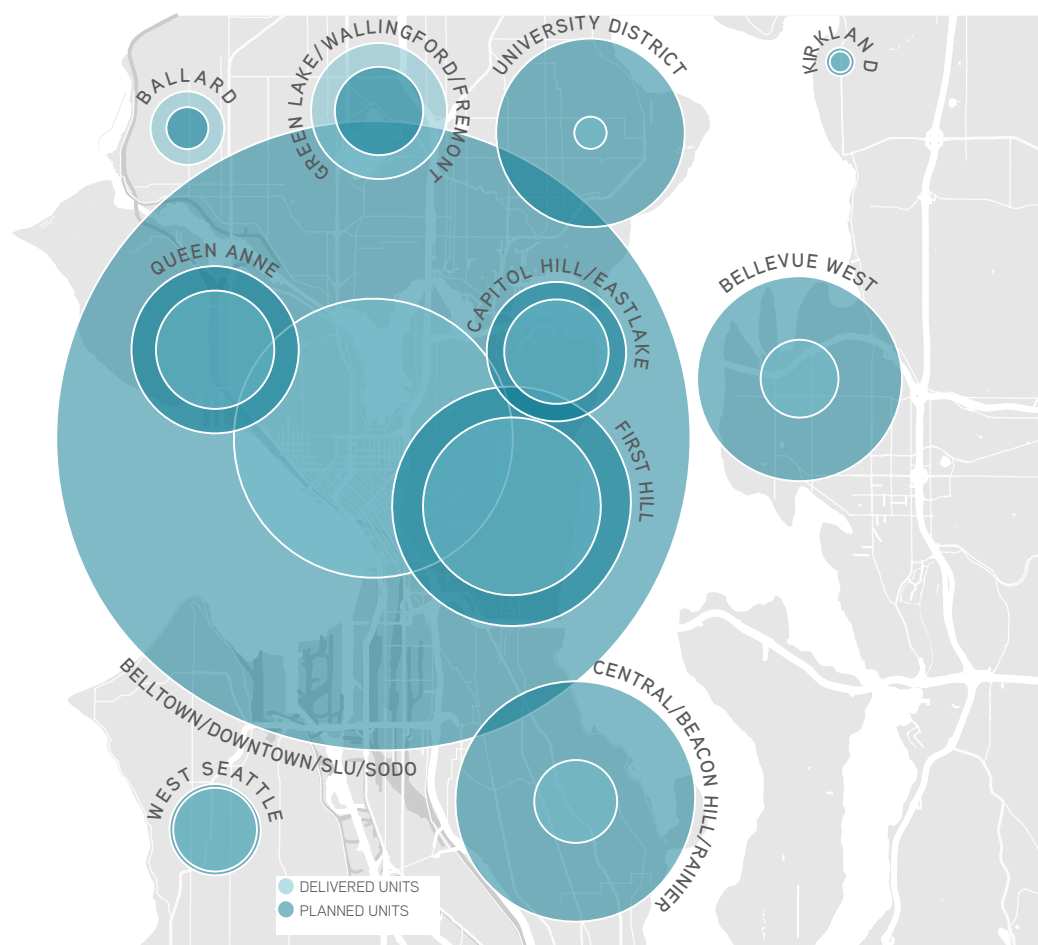 BALLARD
GREEN LAKE/WALLINGFORD/FREMONT
UNIVERSITY DISTRICT
KIRKLAND
QUEEN ANNE
CAPITOL HILL/EASTLAKE
BELLEVUE WEST
FIRST HILL
BELLTOWN/DOWNTOWN/SLU/SODO
CENTRAL/BEACON HILL/RAINIER
WEST SEATTLE
DELIVERED UNITS
PLANNED UNITS